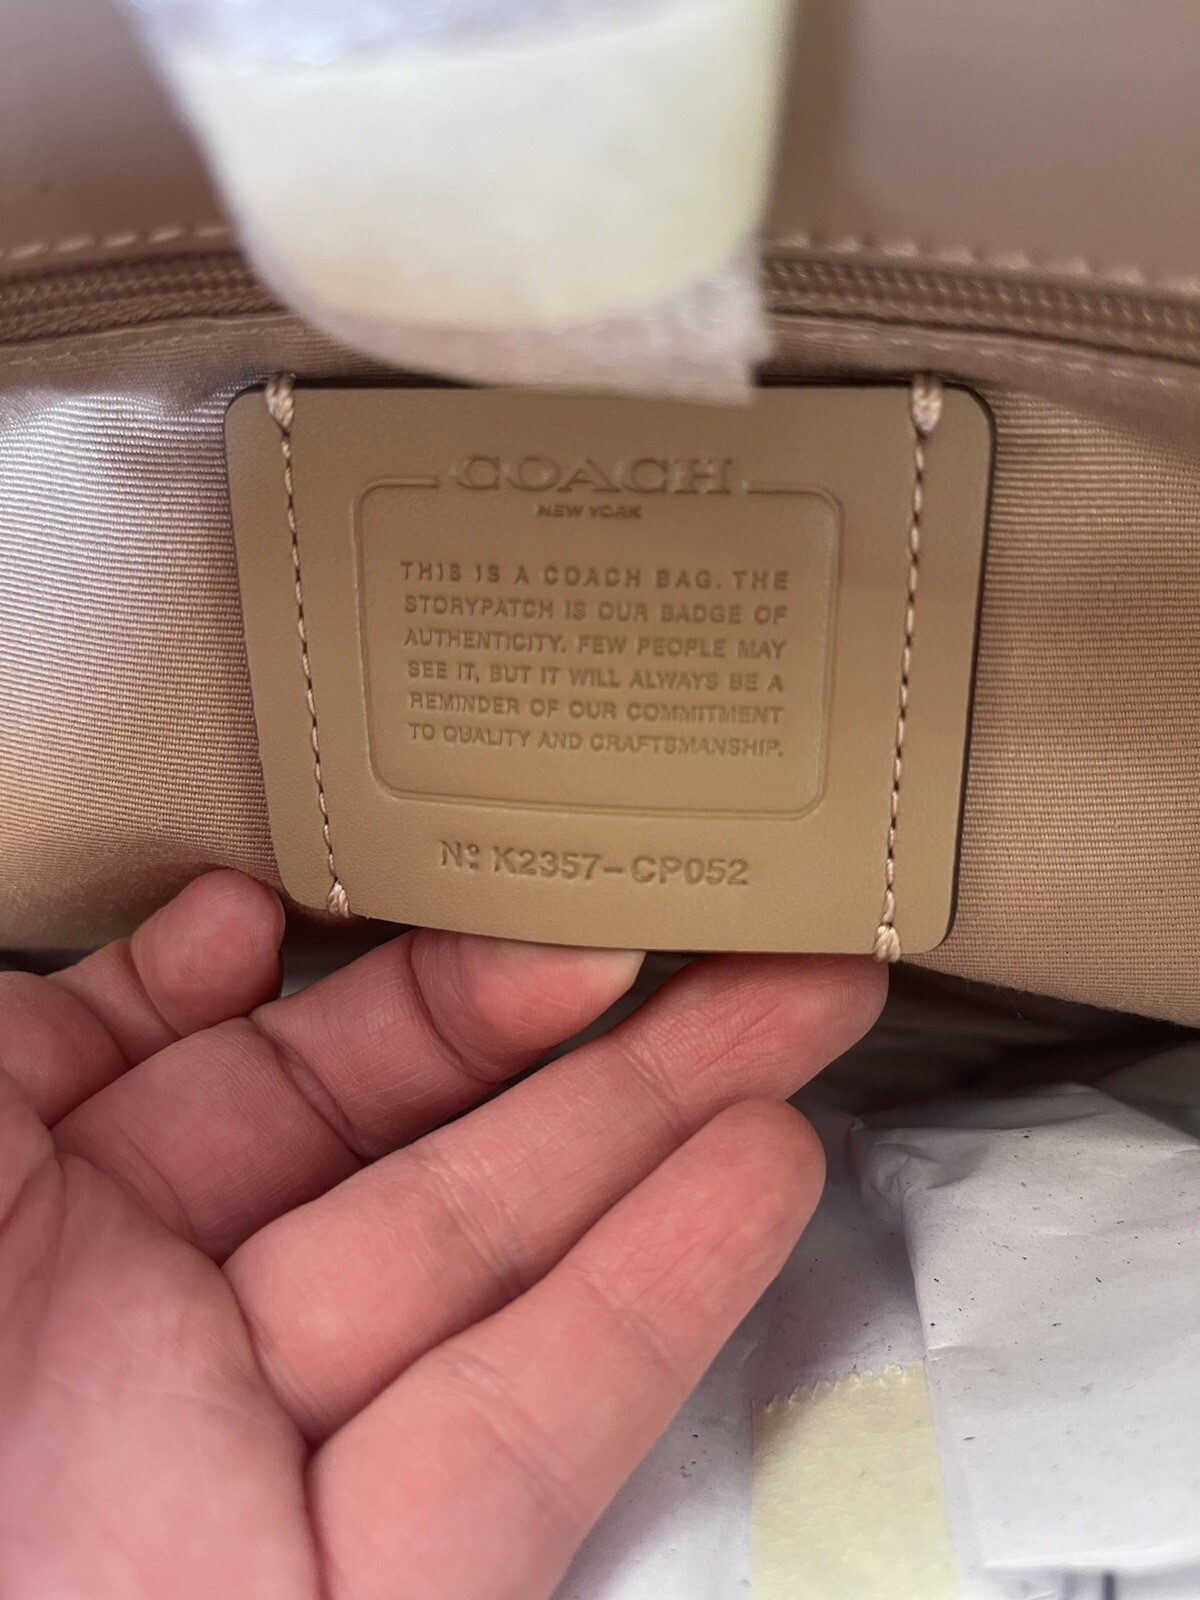 COACH
NEW YORK
THIS IS A COACH BAG. THE
STORYPATCH IS OUR BADGE OF
AUTHENTICITY. FEW PEOPLE MAY
SEE IT, BUT IT WILL ALWAYS BE A
REMINDER OF OUR COMMITMENT
TO QUALITY AND CRAFTSMANSHIP.
Nº K2357-CP052